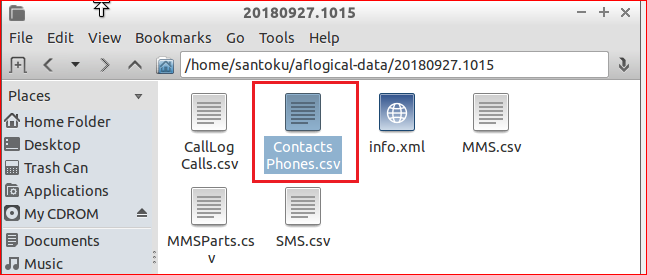 20180927.1015
File Edit View Bookmarks Go Tools Help
/home/santoku/aflogical-data/20180927.1015
Places
Home Folder
Desktop
Trash Can
Applications
My CDROM
Documents
Music
CallLog
Calls.csv
Contacts
Phones.csv
info.xml
MMS.csv
MMSParts.cs
v
SMS.csv